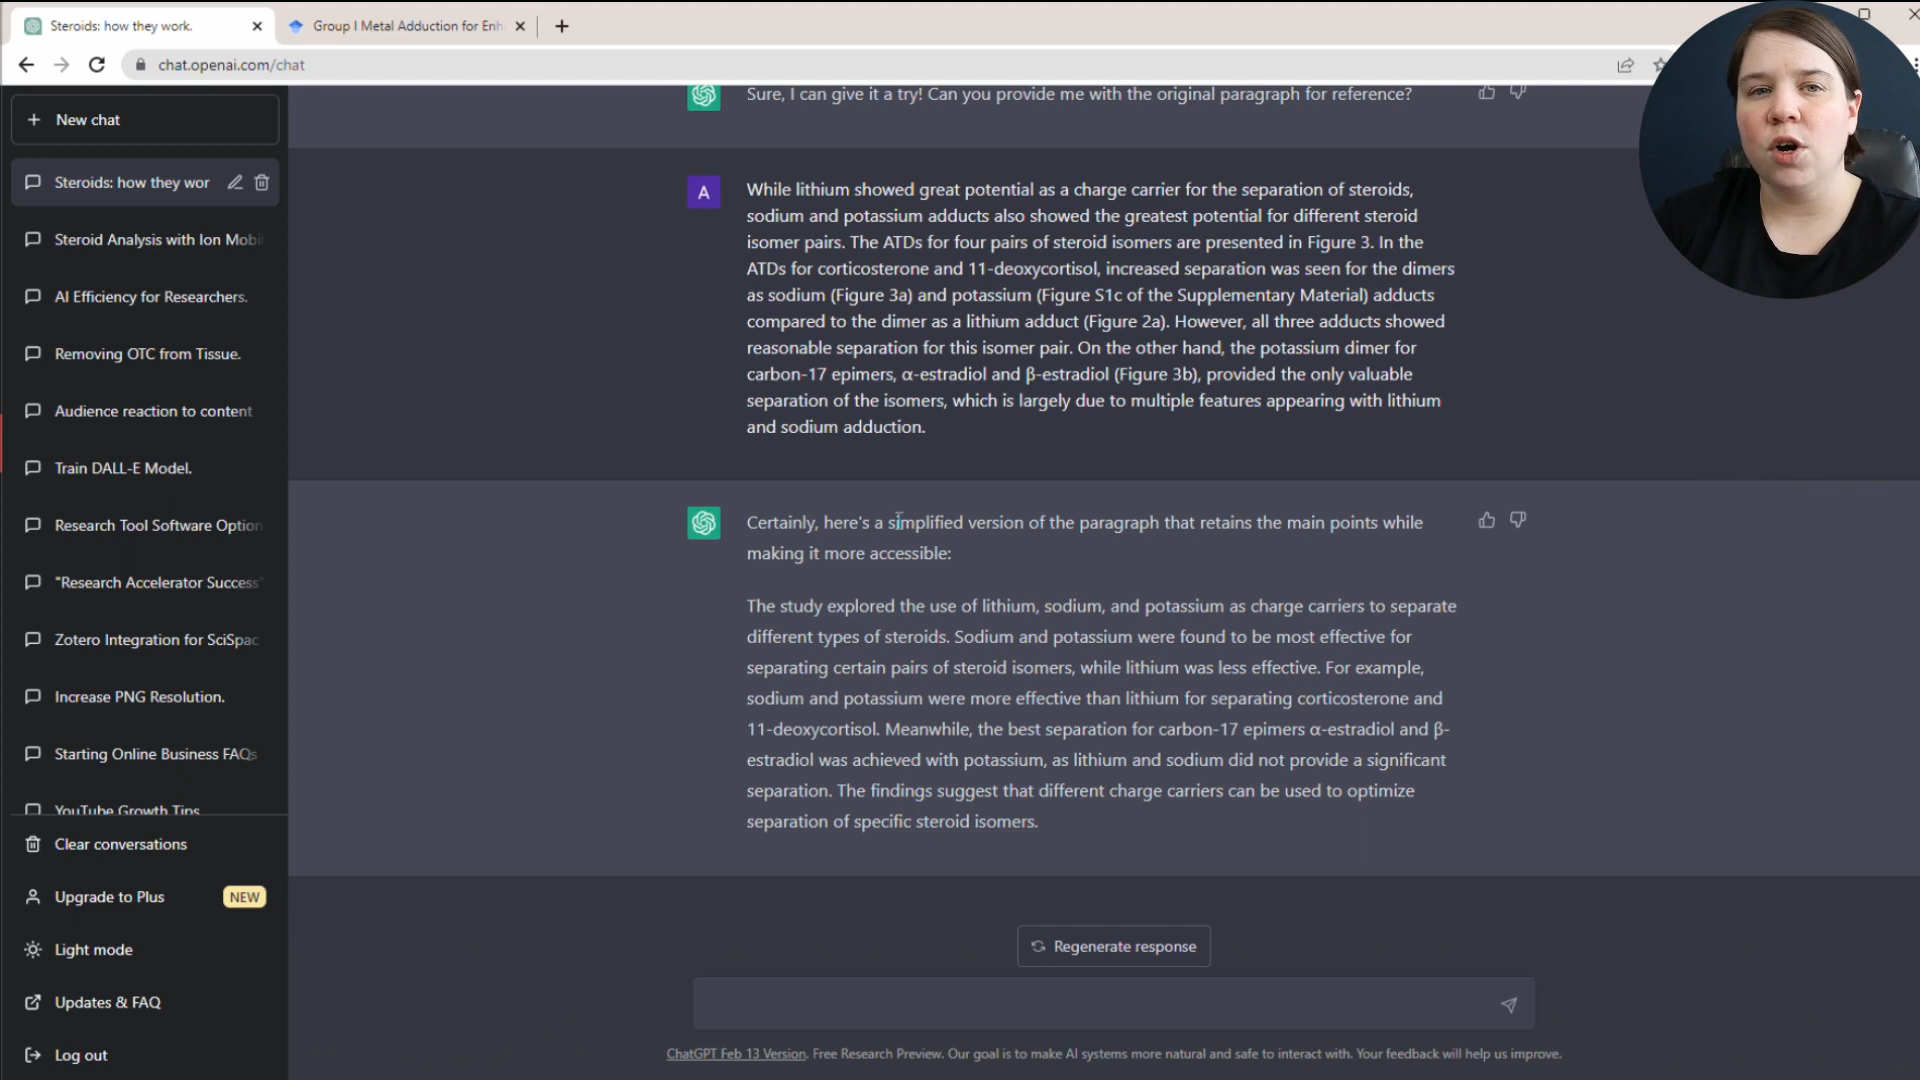 Steroids: how they work.
Group I Metal Adduction for Enh
chat.openai.com/chat
New chat
Steroids: how they wor
Steroid Analysis with Ion Mobi
AI Efficiency for Researchers.
Removing OTC from Tissue.
Audience reaction to content
Train DALL-E Model.
Research Tool Software Option
"Research Accelerator Success"
Zotero Integration for SciSpac
Increase PNG Resolution.
Starting Online Business FAQs
YouTube Growth Tips
Clear conversations
Upgrade to Plus NEW
Light mode
Updates & FAQ
Log out
Sure, I can give it a try! Can you provide me with the original paragraph for reference?
A
While lithium showed great potential as a charge carrier for the separation of steroids,
sodium and potassium adducts also showed the greatest potential for different steroid
isomer pairs. The ATDs for four pairs of steroid isomers are presented in Figure 3. In the
ATDs for corticosterone and 11-deoxycortisol, increased separation was seen for the dimers
as sodium (Figure 3a) and potassium (Figure S1c of the Supplementary Material) adducts
compared to the dimer as a lithium adduct (Figure 2a). However, all three adducts showed
reasonable separation for this isomer pair. On the other hand, the potassium dimer for
carbon-17 epimers, α-estradiol and β-estradiol (Figure 3b), provided the only valuable
separation of the isomers, which is largely due to multiple features appearing with lithium
and sodium adduction.
Certainly, here's a simplified version of the paragraph that retains the main points while
making it more accessible:
The study explored the use of lithium, sodium, and potassium as charge carriers to separate
different types of steroids. Sodium and potassium were found to be most effective for
separating certain pairs of steroid isomers, while lithium was less effective. For example,
sodium and potassium were more effective than lithium for separating corticosterone and
11-deoxycortisol. Meanwhile, the best separation for carbon-17 epimers α-estradiol and β-
estradiol was achieved with potassium, as lithium and sodium did not provide a significant
separation. The findings suggest that different charge carriers can be used to optimize
separation of specific steroid isomers.
Regenerate response
ChatGPT Feb 13 Version. Free Research Preview. Our goal is to make AI systems more natural and safe to interact with. Your feedback will help us improve.